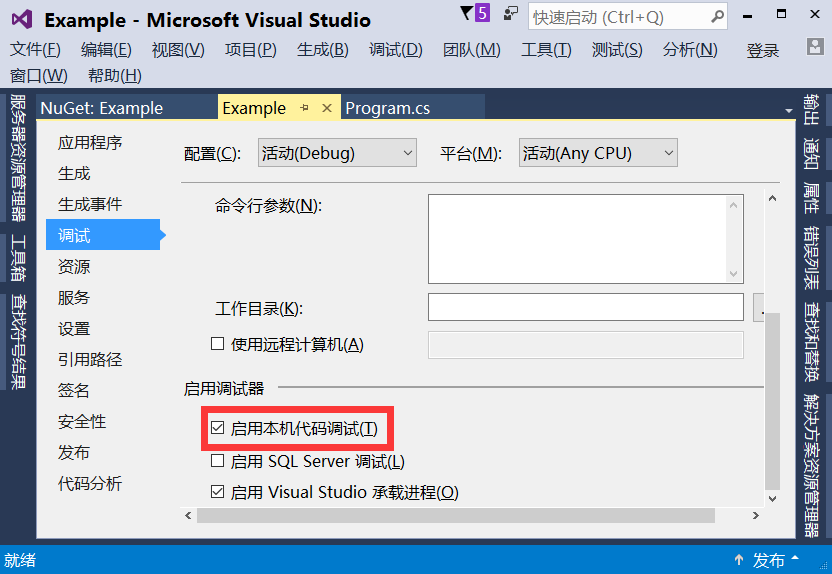 Example - Microsoft Visual Studio
5
快速启动 (Ctrl+Q)
文件(F) 编辑(E) 视图(V) 项目(P) 生成(B) 调试(D) 团队(M) 工具(T) 测试(S) 分析(N) 登录
窗口(W) 帮助(H)
服务器资源管理器
工具箱
查找符号结果
NuGet: Example
Example
Program.cs
应用程序
生成
生成事件
调试
资源
服务
设置
引用路径
签名
安全性
发布
代码分析
配置(C): 活动(Debug) 平台(M): 活动(Any CPU)
命令行参数(N):
工作目录(K):
.
使用远程计算机(A)
启用调试器
启用本机代码调试(T)
启用 SQL Server 调试(L)
启用 Visual Studio 承载进程(O)
输出
通知
属性
错误列表
查找和替换
解决方案资源管理器
就绪
发布